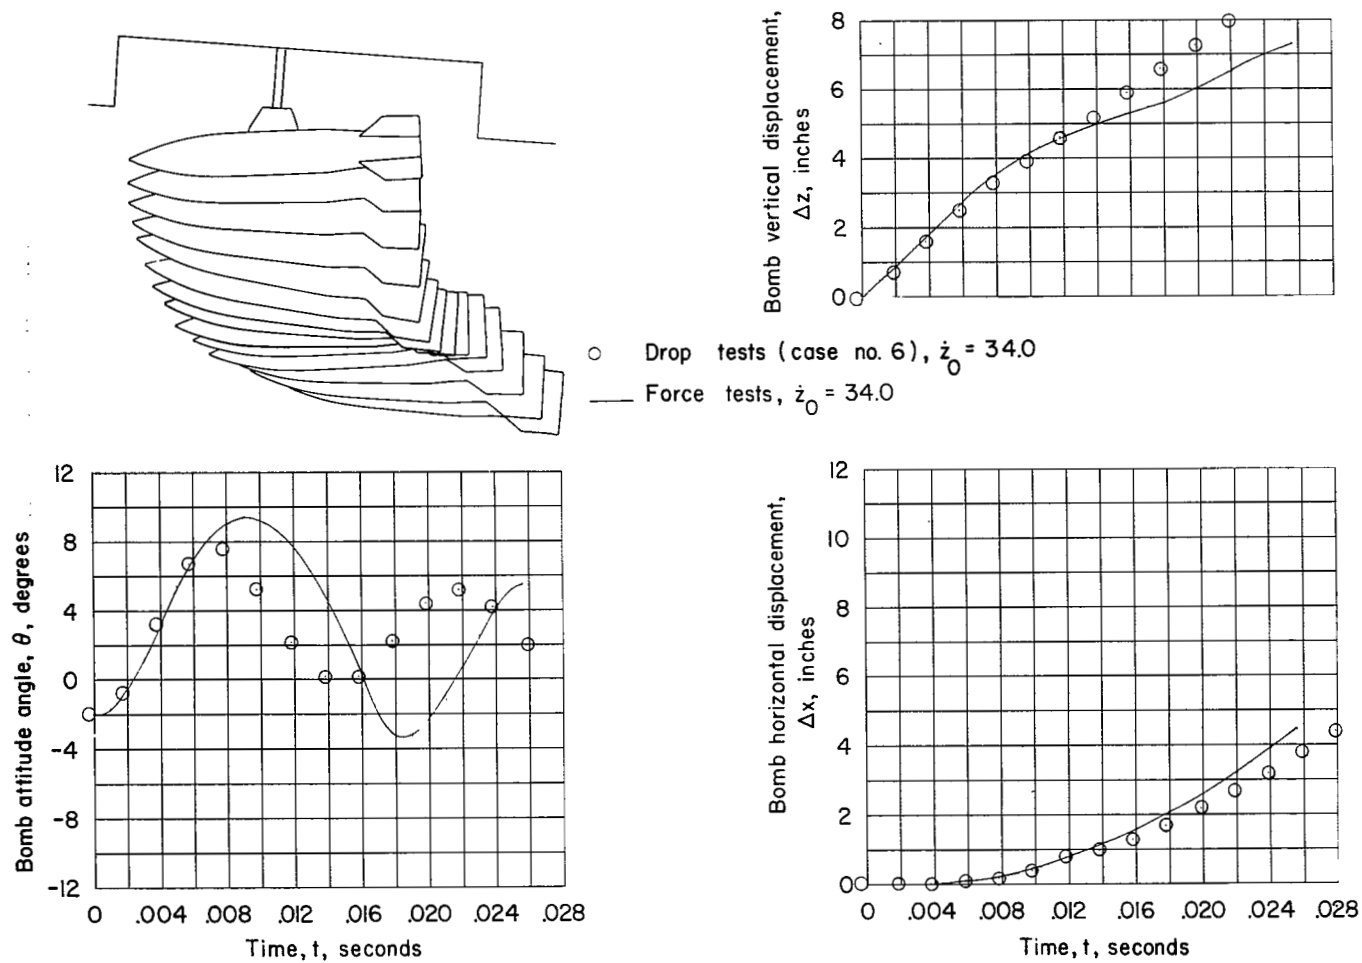 8
6
4
2
0
Bomb vertical displacement,
Δz, inches
○ Drop tests (case no. 6), ż₀ = 34.0
— Force tests, ż₀ = 34.0
12
8
4
0
-4
-8
-12
Bomb attitude angle, θ, degrees
0 .004 .008 .012 .016 .020 .024 .028
Time, t, seconds
12
10
8
6
4
2
0
Bomb horizontal displacement,
Δx, inches
0 .004 .008 .012 .016 .020 .024 .028
Time, t, seconds